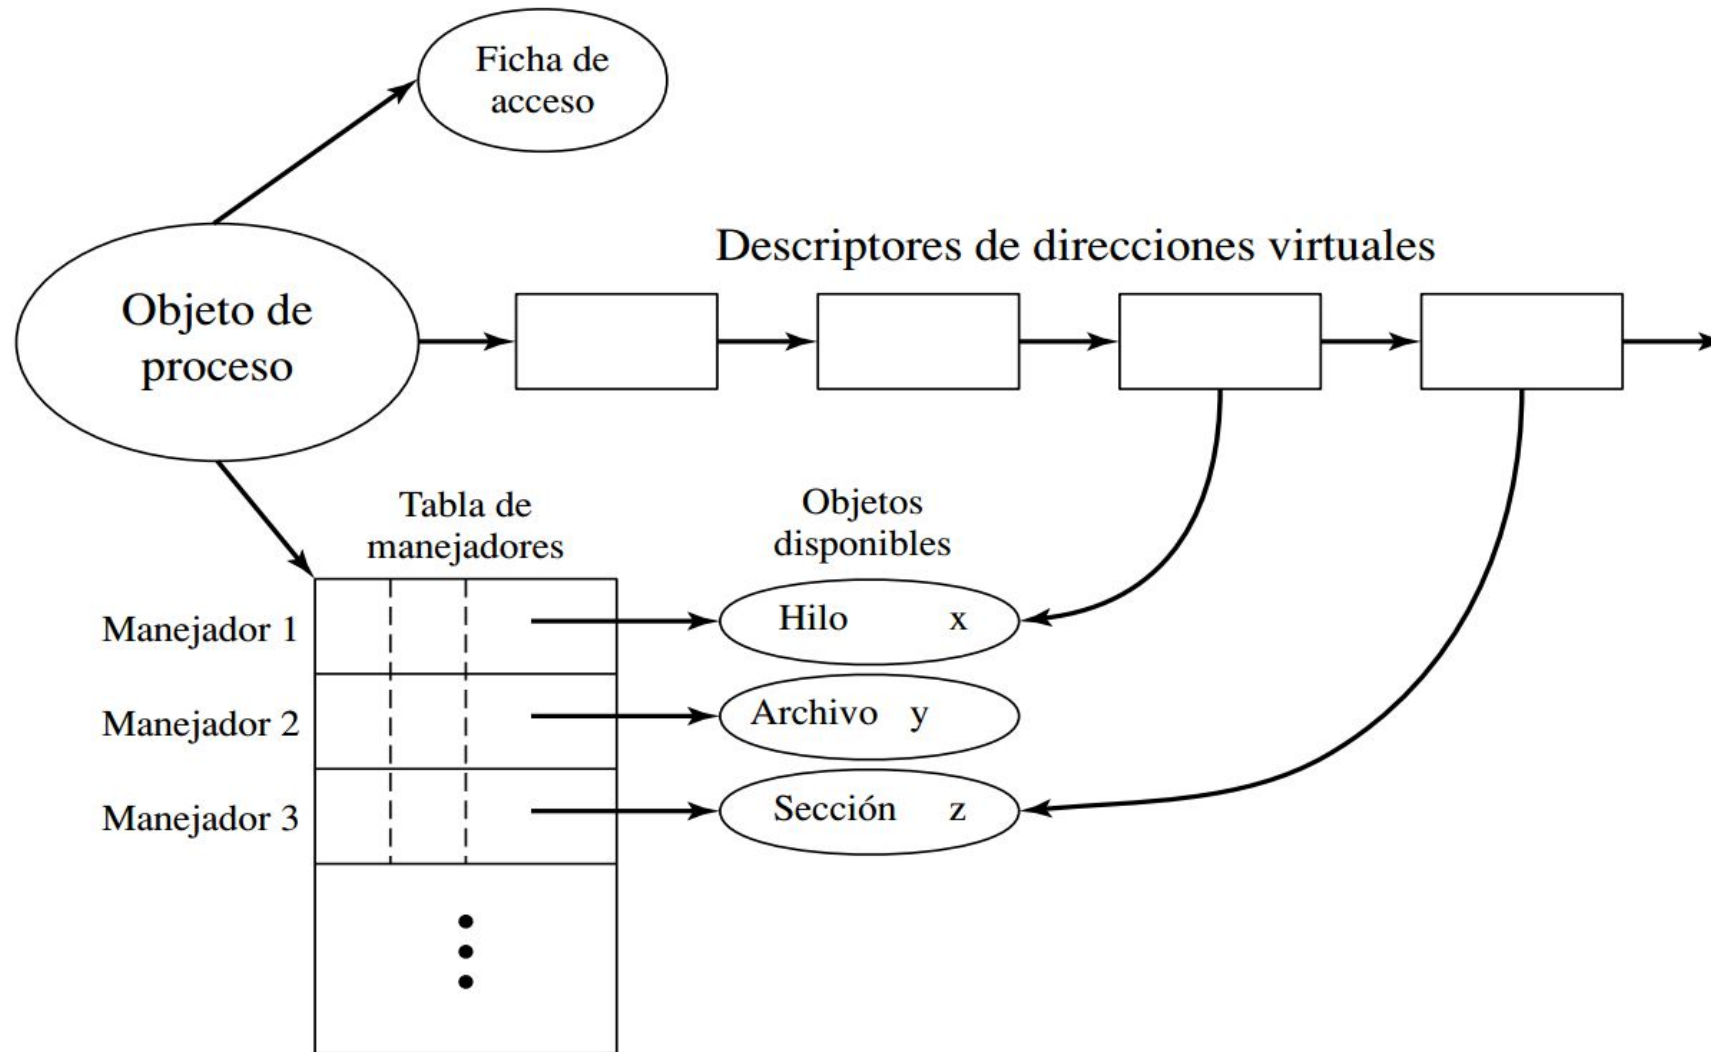 Ficha de
acceso
Descriptores de direcciones virtuales
Objeto de
proceso
Tabla de
manejadores
Objetos
disponibles
Manejador 1
Hilo x
Manejador 2
Archivo y
Manejador 3
Sección z